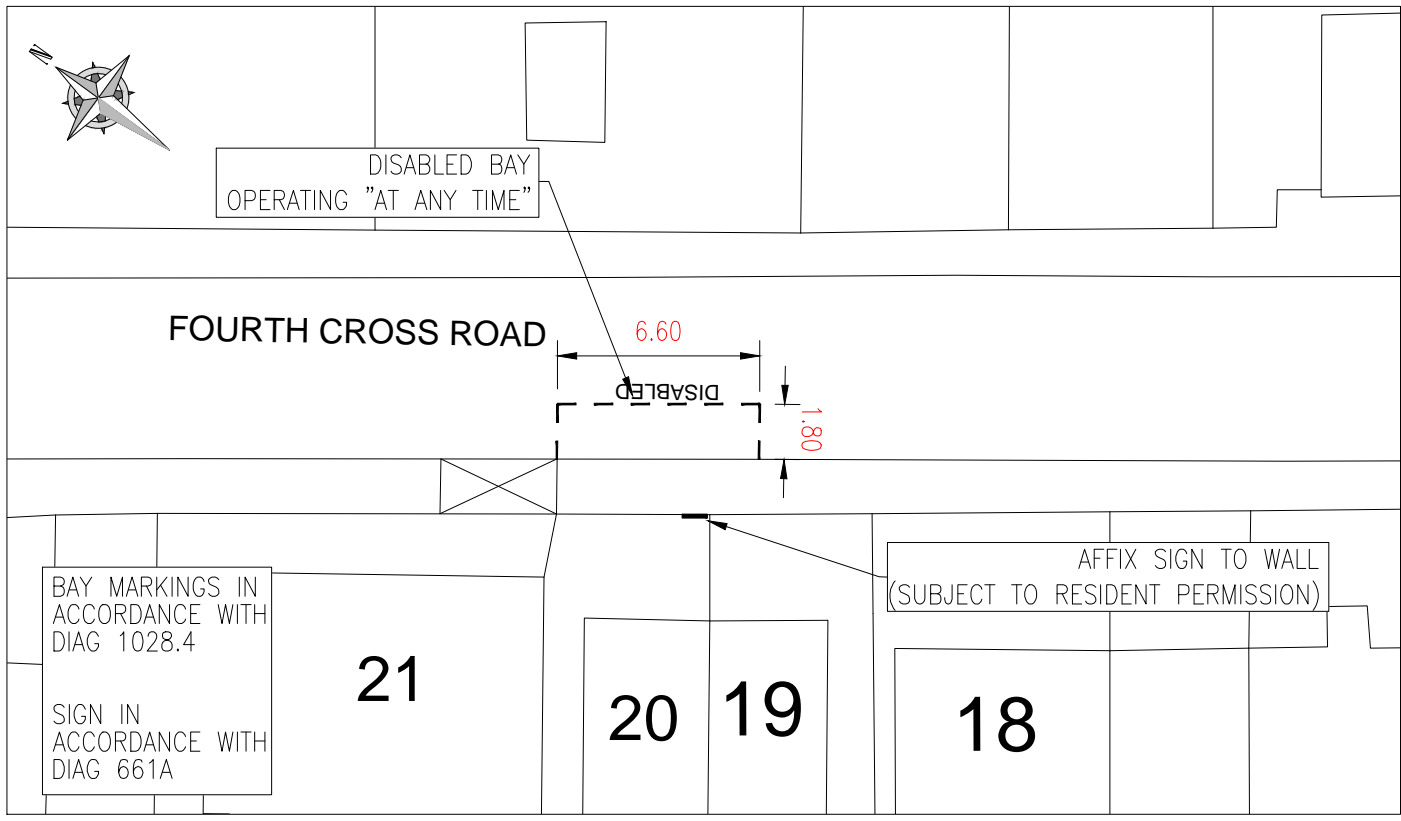 N
DISABLED BAY
OPERATING "AT ANY TIME"
FOURTH CROSS ROAD
6.60
DISABLED
1.80
AFFIX SIGN TO WALL
(SUBJECT TO RESIDENT PERMISSION)
BAY MARKINGS IN
ACCORDANCE WITH
DIAG 1028.4
SIGN IN
ACCORDANCE WITH
DIAG 661A
21
20
19
18